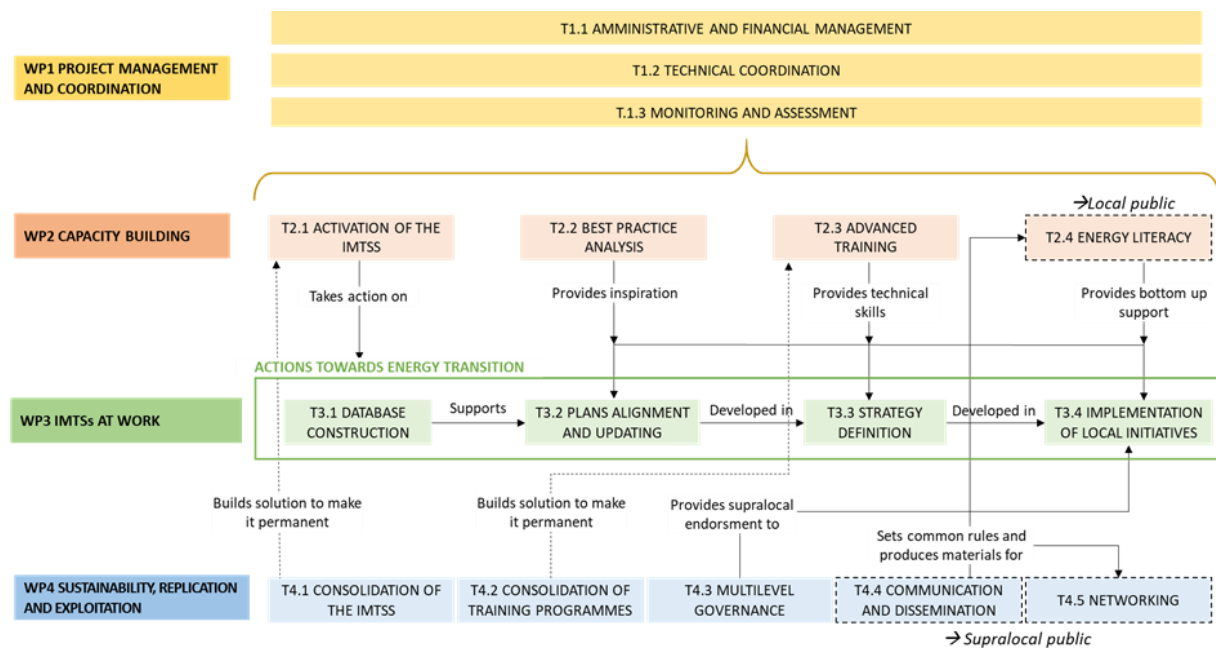 T1.1 AMMINISTRATIVE AND FINANCIAL MANAGEMENT
WP1 PROJECT MANAGEMENT
AND COORDINATION
T1.2 TECHNICAL COORDINATION
T.1.3 MONITORING AND ASSESSMENT
→Local public
WP2 CAPACITY BUILDING
T2.1 ACTIVATION OF THE
IMTSS
T2.2 BEST PRACTICE
ANALYSIS
T2.3 ADVANCED
TRAINING
T2.4 ENERGY LITERACY
Takes action on
Provides inspiration
Provides technical
skills
Provides bottom up
support
ACTIONS TOWARDS ENERGY TRANSITION
WP3 IMTSs AT WORK
T3.1 DATABASE
CONSTRUCTION
Supports
T3.2 PLANS ALIGNMENT
AND UPDATING
Developed in
T3.3 STRATEGY
DEFINITION
Developed in
T3.4 IMPLEMENTATION
OF LOCAL INITIATIVES
Builds solution to make
it permanent
Builds solution to make
it permanent
Provides supralocal
endorsment to
Sets common rules and
produces materials for
WP4 SUSTAINABILITY, REPLICATION
AND EXPLOITATION
T4.1 CONSOLIDATION OF
THE IMTSS
T4.2 CONSOLIDATION OF
TRAINING PROGRAMMES
T4.3 MULTILEVEL
GOVERNANCE
T4.4 COMMUNICATION
AND DISSEMINATION
T4.5 NETWORKING
→ Supralocal public